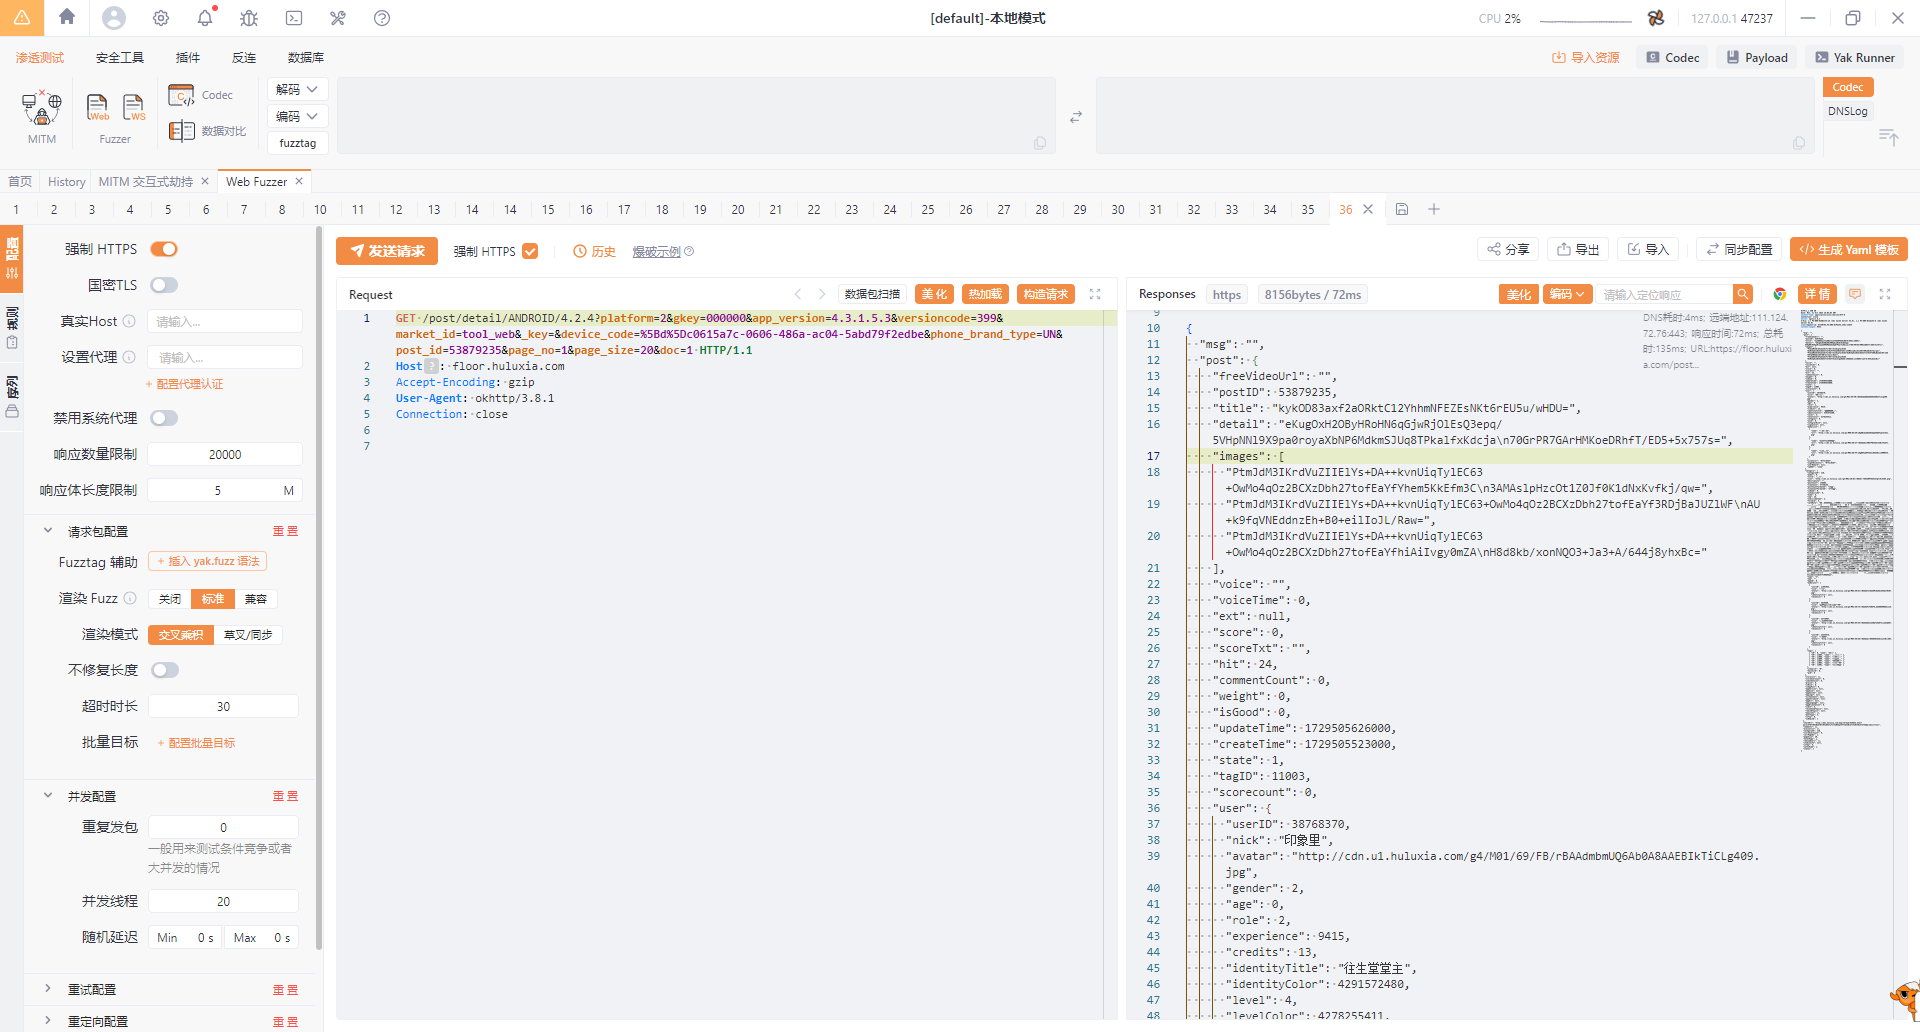 [default]-本地模式
CPU 2%
127.0.0.1 47237
渗透测试 安全工具 插件 反连 数据库
导入资源 Codec Payload Yak Runner
MITM
Web WS
Fuzzer
Codec
数据对比
解码
编码
fuzztag
Codec
DNSLog
首页 History MITM 交互式劫持 Web Fuzzer
1 2 3 4 5 6 7 8 10 11 12 13 14 14 15 16 17 18 19 20 21 22 23 24 25 26 27 28 29 30 31 32 33 34 35 36
配置
规则
序列
强制 HTTPS
国密TLS
真实Host 请输入...
设置代理 请输入...
+ 配置代理认证
禁用系统代理
响应数量限制 20000
响应体长度限制 5 M
请求包配置 重置
Fuzztag 辅助 + 插入 yak.fuzz 语法
渲染 Fuzz 关闭 标准 兼容
渲染模式 交叉乘积 草叉/同步
不修复长度
超时时长 30
批量目标 + 配置批量目标
并发配置 重置
重复发包 0
一般用来测试条件竞争或者
大并发的情况
并发线程 20
随机延迟 Min 0 s Max 0 s
重试配置 重置
重定向配置 重置
发送请求 强制 HTTPS 历史 爆破示例
分享 导出 导入 同步配置 </> 生成 Yaml 模板
Request 数据包扫描 美化 热加载 构造请求
1 GET /post/detail/ANDROID/4.2.4?platform=2&gkey=000000&app_version=4.3.1.5.3&versioncode=399&
market_id=tool_web&_key=&device_code=%5Bd%5Dc0615a7c-0606-486a-ac04-5abd79f2edbe&phone_brand_type=UN&
post_id=53879235&page_no=1&page_size=20&doc=1 HTTP/1.1
2 Host ? : floor.huluxia.com
3 Accept-Encoding: gzip
4 User-Agent: okhttp/3.8.1
5 Connection: close
6
7
Responses https 8156bytes / 72ms 美化 编码 请输入定位响应 详情
DNS耗时:4ms; 远端地址:111.124.
72.76:443; 响应时间:72ms; 总耗
时:135ms; URL:https://floor.huluxi
a.com/post...
9
10 {
11 "msg": "",
12 "post": {
13 "freeVideoUrl": "",
14 "postID": 53879235,
15 "title": "kykOD83axf2aORktC12YhhmNFEZEsNKt6rEU5u/wHDU=",
16 "detail": "eKugOxH2OByHRoHN6qGjwRjOlEsQ3epq/
5VHpNNl9X9pa0royaXbNP6MdkmSJUq8TPkalfxKdcja\n70GrPR7GArHMKoeDRhfT/ED5+5x757s=",
17 "images": [
18 "PtmJdM3IKrdVuZIIElYs+DA++kvnUiqTylEC63
+OwMo4qOz2BCXzDbh27tofEaYfYhem5KkEfm3C\n3AMAslpHzcOt1Z0Jf0K1dNxKvfkj/qw=",
19 "PtmJdM3IKrdVuZIIElYs+DA++kvnUiqTylEC63+OwMo4qOz2BCXzDbh27tofEaYf3RDjBaJUZlWF\nAU
+k9fqVNEddnzEh+B0+eilIoJL/Raw=",
20 "PtmJdM3IKrdVuZIIElYs+DA++kvnUiqTylEC63
+OwMo4qOz2BCXzDbh27tofEaYfhiAiIvgy0mZA\nH8d8kb/xonNQO3+Ja3+A/644j8yhxBc="
21 ],
22 "voice": "",
23 "voiceTime": 0,
24 "ext": null,
25 "score": 0,
26 "scoreTxt": "",
27 "hit": 24,
28 "commentCount": 0,
29 "weight": 0,
30 "isGood": 0,
31 "updateTime": 1729505626000,
32 "createTime": 1729505523000,
33 "state": 1,
34 "tagID": 11003,
35 "scorecount": 0,
36 "user": {
37 "userID": 38768370,
38 "nick": "印象里",
39 "avatar": "http://cdn.u1.huluxia.com/g4/M01/69/FB/rBAAdmbmUQ6Ab0A8AAEBIkTiCLg409.
jpg",
40 "gender": 2,
41 "age": 0,
42 "role": 2,
43 "experience": 9415,
44 "credits": 13,
45 "identityTitle": "往生堂堂主",
46 "identityColor": 4291572480,
47 "level": 4,
48 "levelColor": 4278255411,